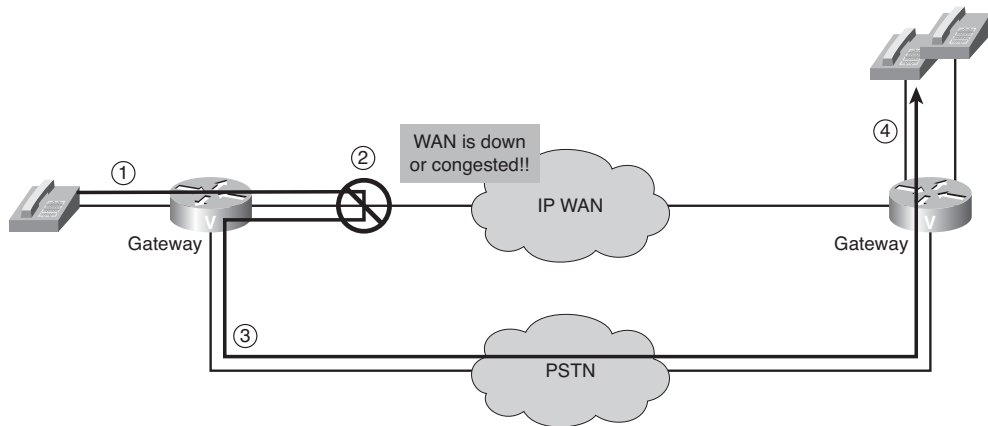 1
2
WAN is down
or congested!!
4
IP WAN
V
Gateway
V
Gateway
3
PSTN